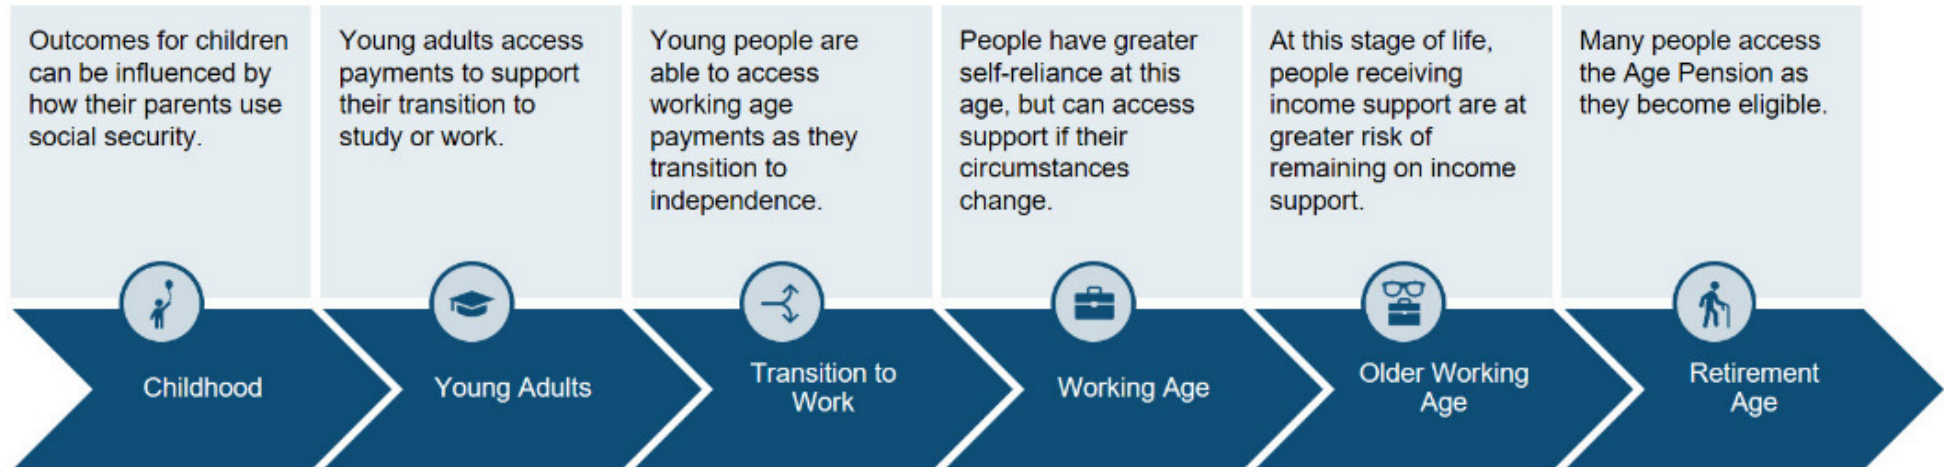 Outcomes for children
can be influenced by
how their parents use
social security.
Young adults access
payments to support
their transition to
study or work.
Young people are
able to access
working age
payments as they
transition to
independence.
People have greater
self-reliance at this
age, but can access
support if their
circumstances
change.
At this stage of life,
people receiving
income support are at
greater risk of
remaining on income
support.
Many people access
the Age Pension as
they become eligible.
Childhood
Young Adults
Transition to
Work
Working Age
Older Working
Age
Retirement
Age